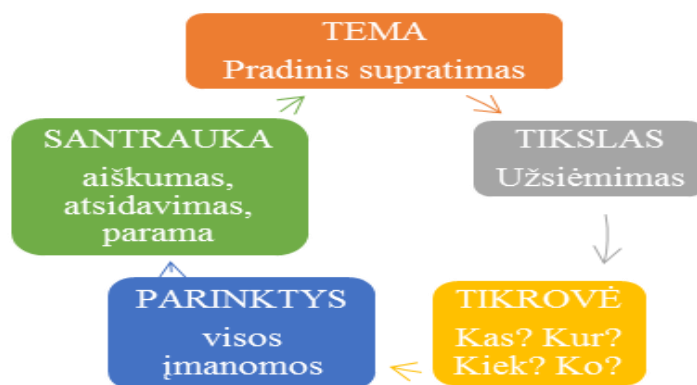 TEMA
Pradinis supratimas
TIKSLAS
Užsiėmimas
TIKROVĖ
Kas? Kur?
Kiek? Ko?
PARINKTYS
visos
įmanomos
SANTRAUKA
aiškumas,
atsidavimas,
parama